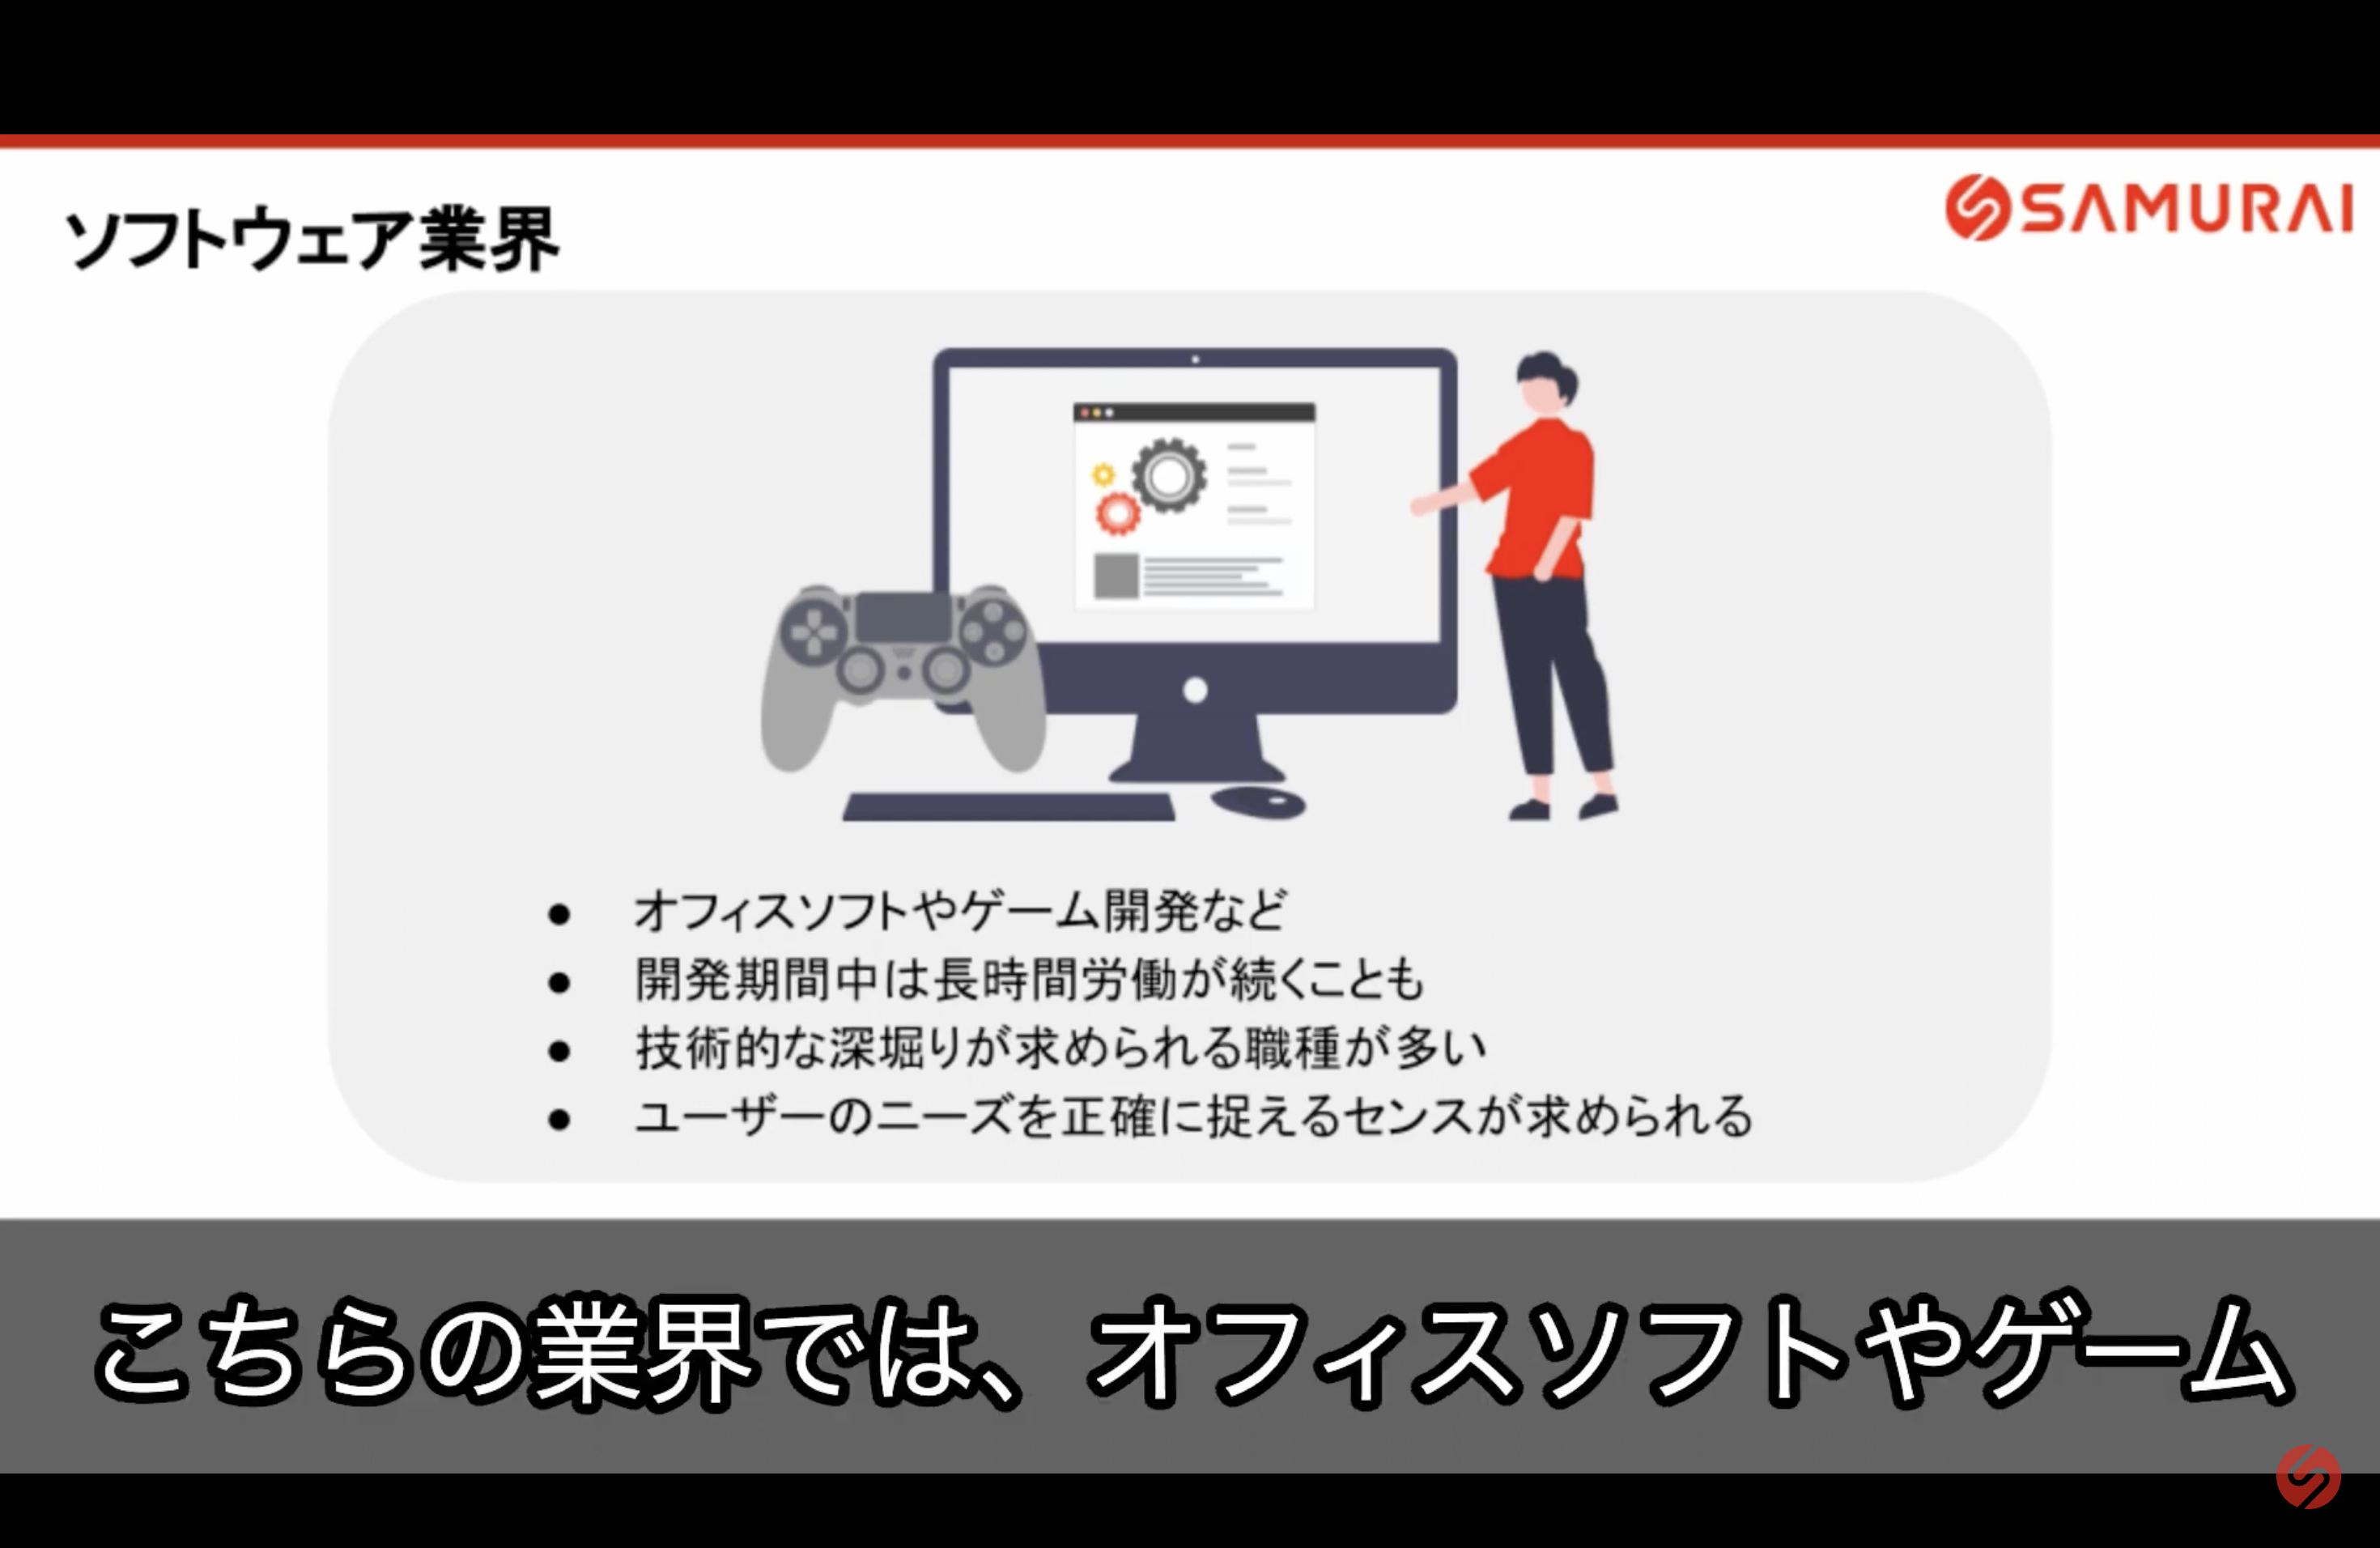 ソフトウェア業界
SAMURAI
オフィスソフトやゲーム開発など
開発期間中は長時間労働が続くことも
技術的な深堀りが求められる職種が多い
ユーザーのニーズを正確に捉えるセンスが求められる
こちらの業界では、オフィスソフトやゲーム